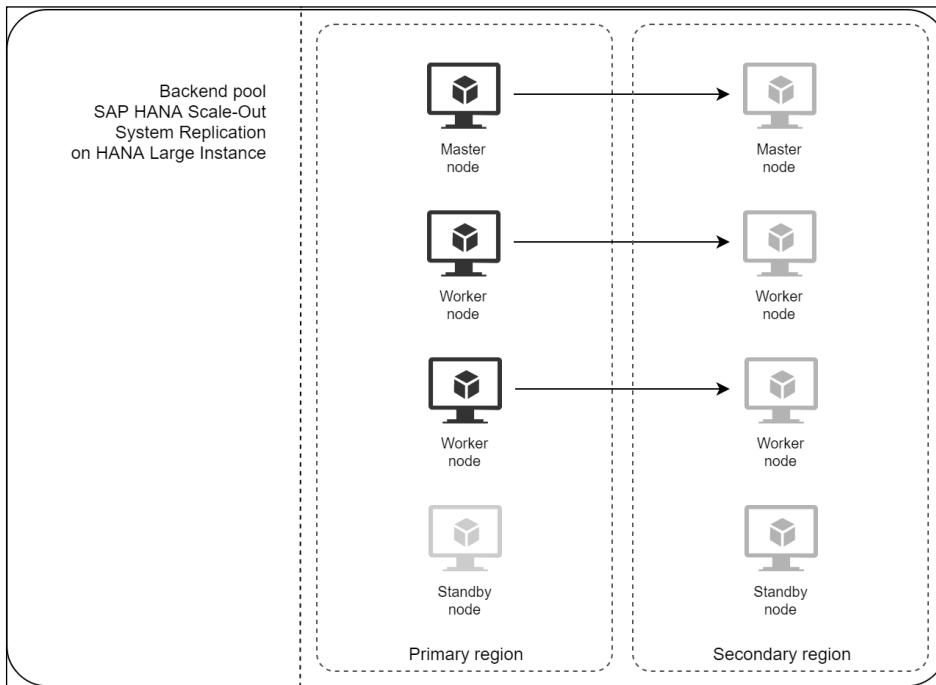 Backend pool
SAP HANA Scale-Out
System Replication
on HANA Large Instance
Master
node
Master
node
Worker
node
Worker
node
Worker
node
Worker
node
Standby
node
Standby
node
Primary region
Secondary region